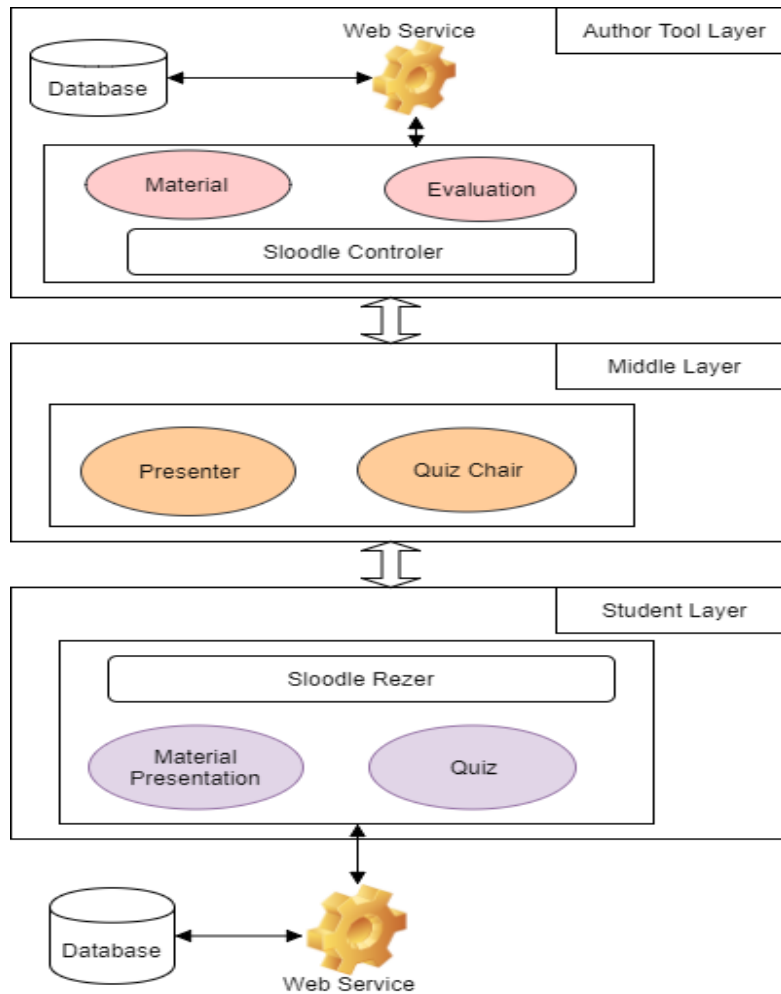 Web Service
Author Tool Layer
Database
Material
Evaluation
Sloodle Controler
Middle Layer
Presenter
Quiz Chair
Student Layer
Sloodle Rezer
Material
Presentation
Quiz
Database
Web Service